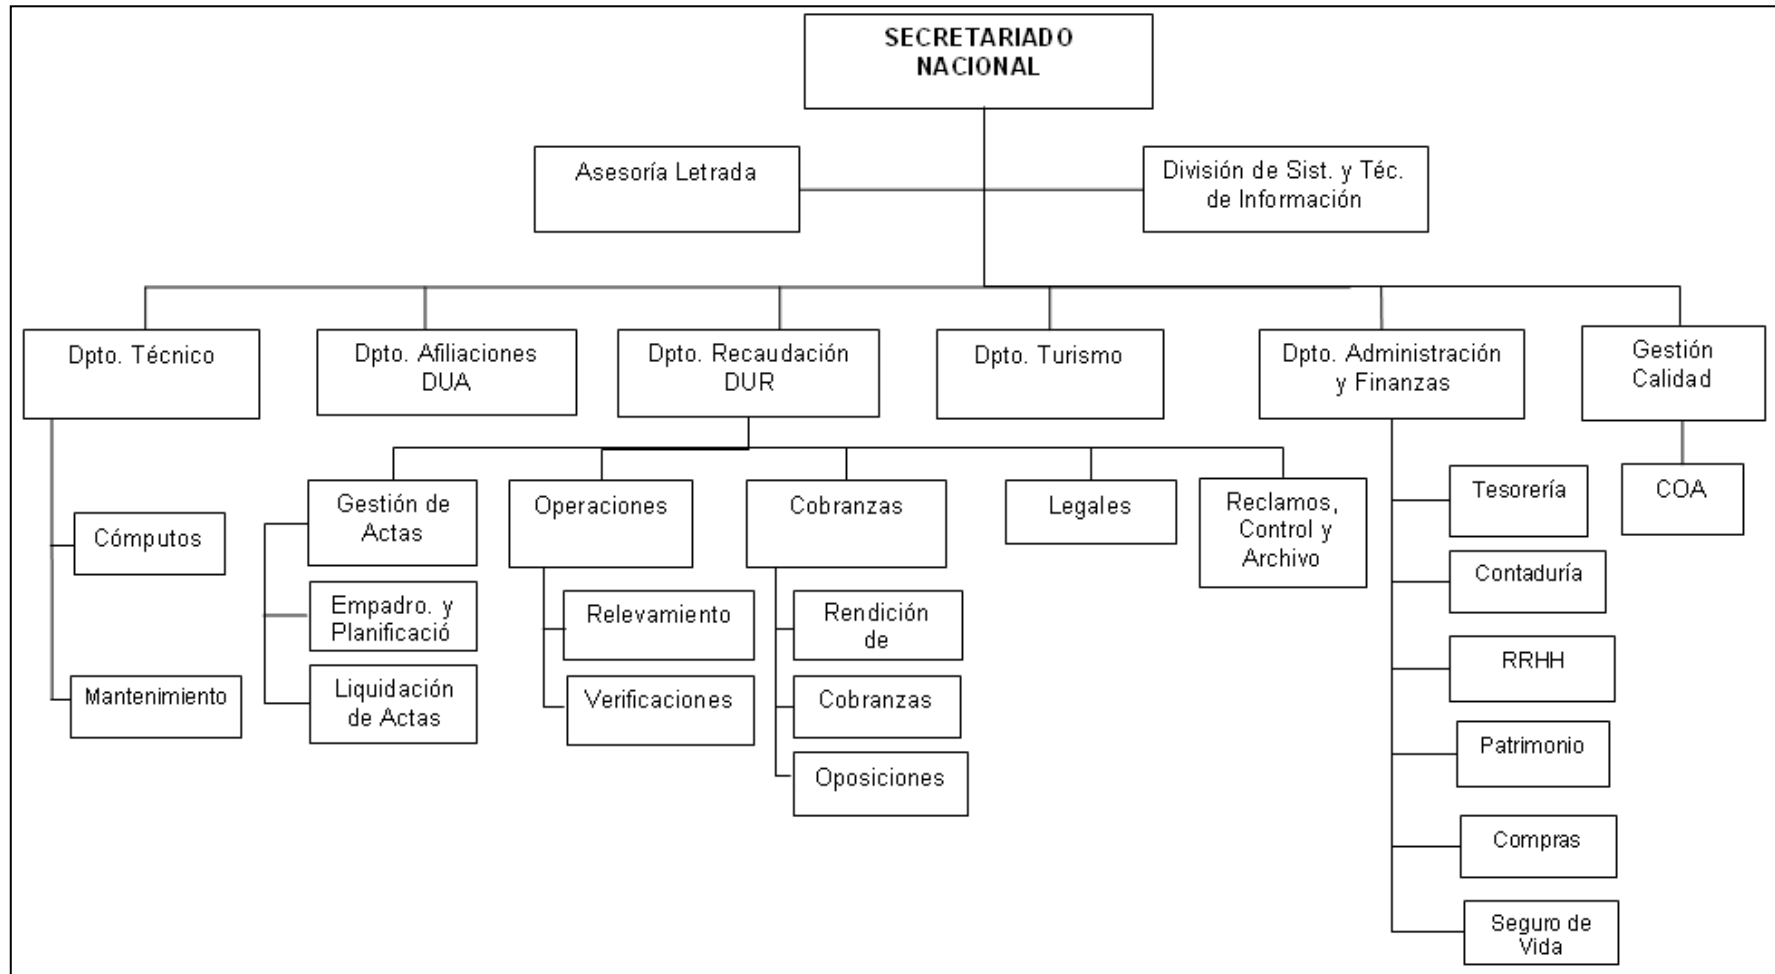 SECRETARIADO
NACIONAL
Asesoría Letrada
División de Sist. y Téc.
de Información
Dpto. Técnico
Dpto. Afiliaciones
DUA
Dpto. Recaudación
DUR
Dpto. Turismo
Dpto. Administración
y Finanzas
Gestión
Calidad
Gestión de
Actas
Operaciones
Cobranzas
Legales
Reclamos,
Control y
Archivo
Tesorería
COA
Cómputos
Contaduría
Empadro. y
Planificació
Relevamiento
Rendición
de
RRHH
Mantenimiento
Liquidación
de Actas
Verificaciones
Cobranzas
Patrimonio
Oposiciones
Compras
Seguro de
Vida